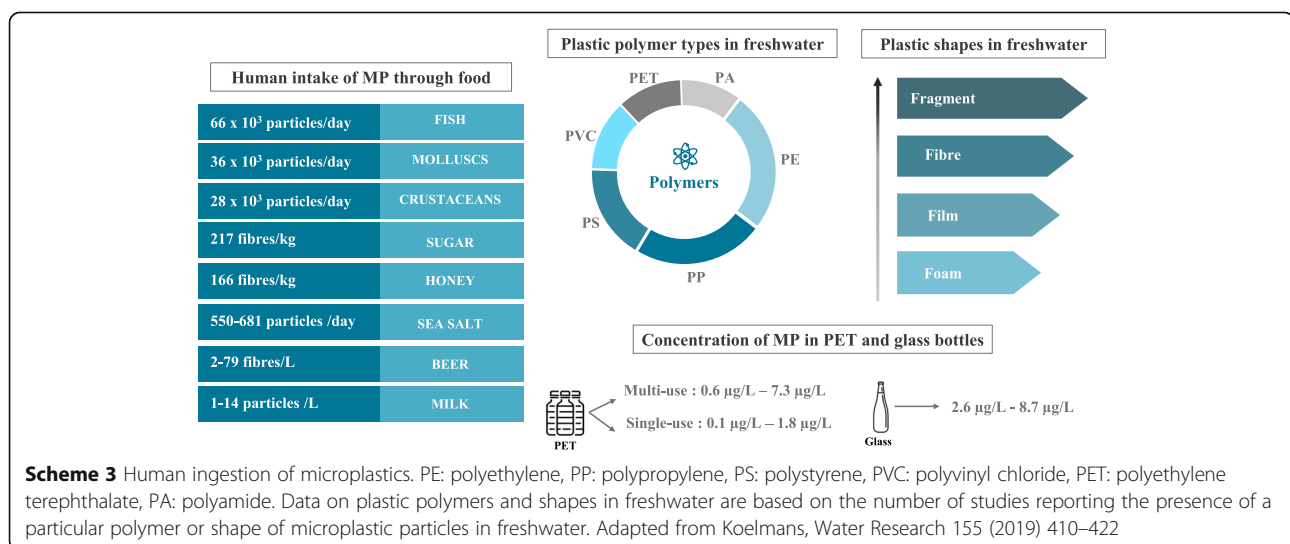 Human intake of MP through food
66 x 10³ particles/day FISH
36 x 10³ particles/day MOLLUSCS
28 x 10³ particles/day CRUSTACEANS
217 fibres/kg SUGAR
166 fibres/kg HONEY
550-681 particles /day SEA SALT
2-79 fibres/L BEER
1-14 particles /L MILK
Plastic polymer types in freshwater
PET
PA
PVC
PE
Polymers
PS
PP
Plastic shapes in freshwater
Fragment
Fibre
Film
Foam
Concentration of MP in PET and glass bottles
Multi-use : 0.6 µg/L – 7.3 µg/L
Single-use : 0.1 µg/L – 1.8 µg/L
PET
2.6 µg/L - 8.7 µg/L
Glass
Scheme 3 Human ingestion of microplastics. PE: polyethylene, PP: polypropylene, PS: polystyrene, PVC: polyvinyl chloride, PET: polyethylene
terephthalate, PA: polyamide. Data on plastic polymers and shapes in freshwater are based on the number of studies reporting the presence of a
particular polymer or shape of microplastic particles in freshwater. Adapted from Koelmans, Water Research 155 (2019) 410–422